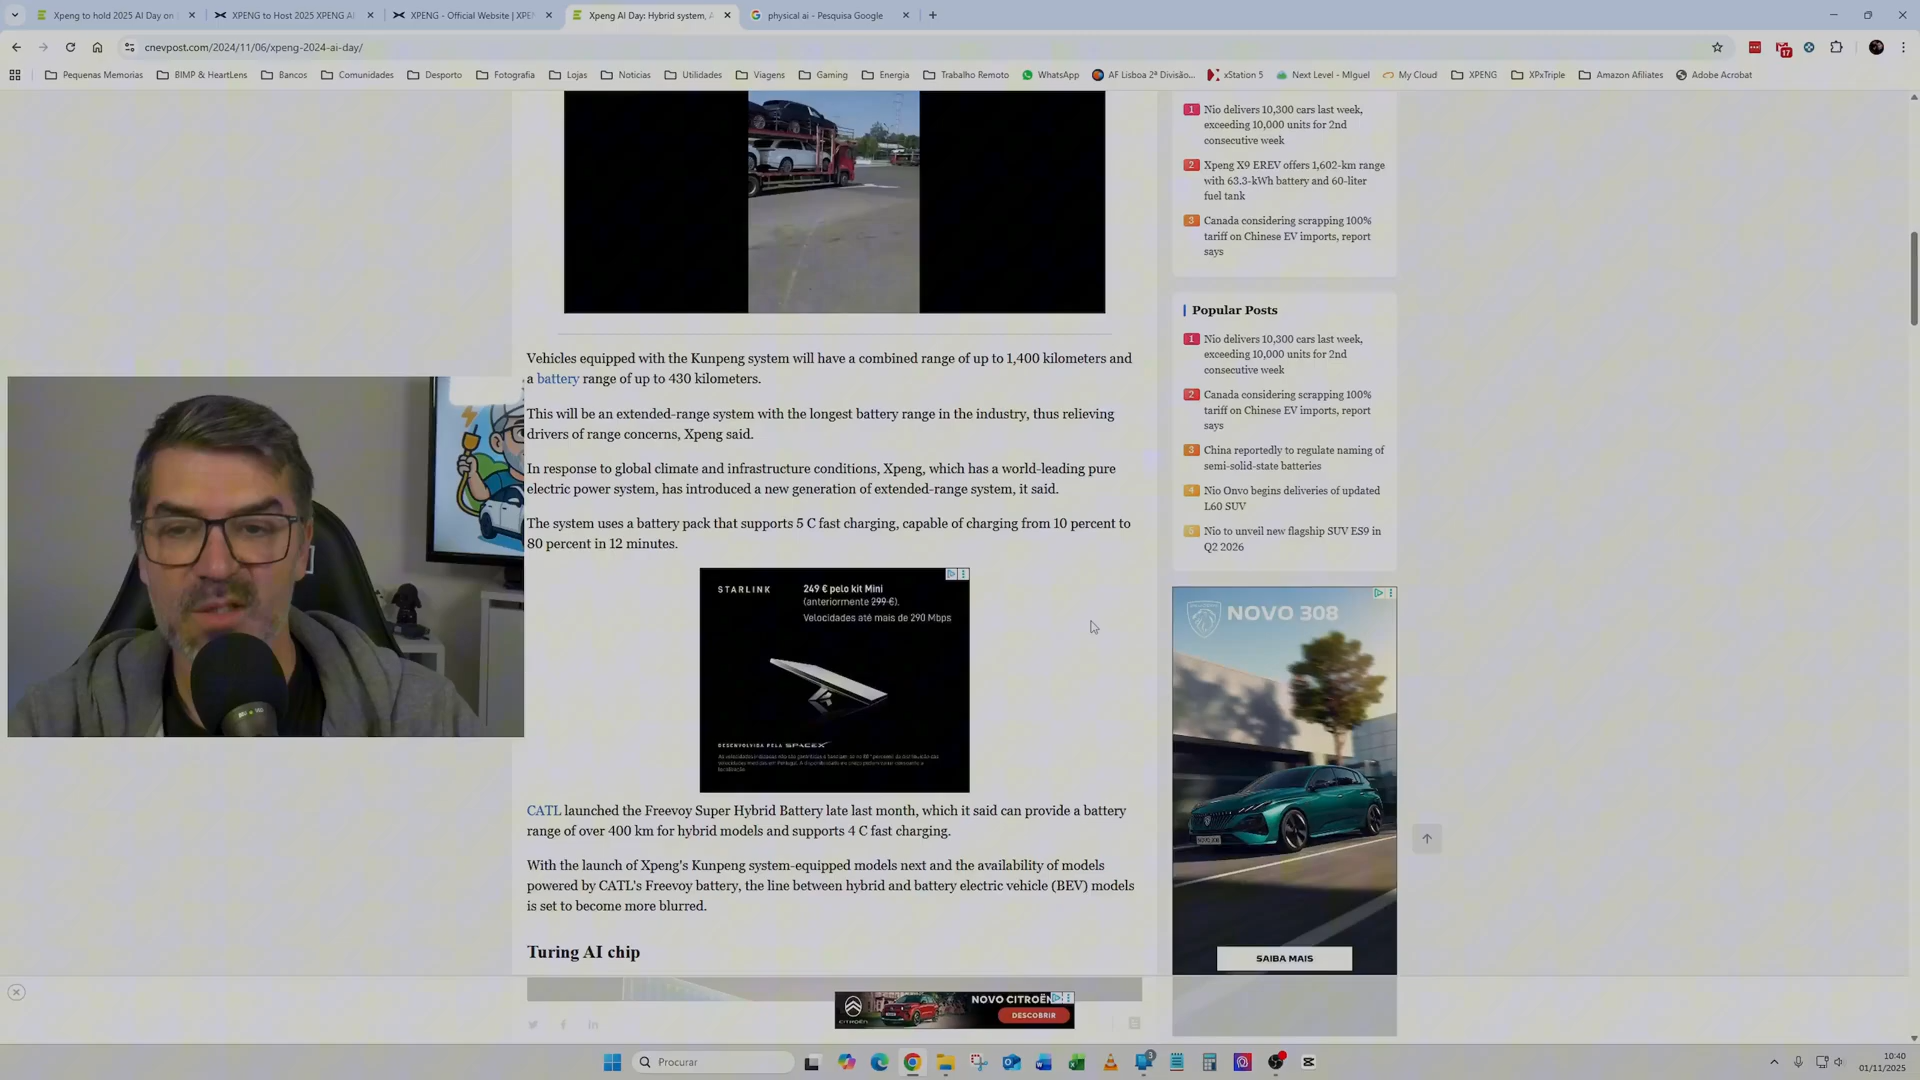 Xpeng to hold 2025 AI Day on
XPENG to Host 2025 XPENG AI
XPENG - Official Website | XPE
Xpeng AI Day: Hybrid system, A
physical ai - Pesquisa Google
cnevpost.com/2024/11/06/xpeng-2024-ai-day/
17
Pequenas Memorias
BIMP & HeartLens
Bancos
Comunidades
Desporto
Fotografia
Lojas
Noticias
Utilidades
Viagens
Gaming
Energia
Trabalho Remoto
WhatsApp
AF Lisboa 2ª Divisão...
xStation 5
Next Level - MIguel
My Cloud
XPENG
XPxTriple
Amazon Afiliates
Adobe Acrobat
1 Nio delivers 10,300 cars last week,
exceeding 10,000 units for 2nd
consecutive week
2 Xpeng X9 EREV offers 1,602-km range
with 63.3-kWh battery and 60-liter
fuel tank
3 Canada considering scrapping 100%
tariff on Chinese EV imports, report
says
Popular Posts
1 Nio delivers 10,300 cars last week,
exceeding 10,000 units for 2nd
consecutive week
2 Canada considering scrapping 100%
tariff on Chinese EV imports, report
says
3 China reportedly to regulate naming of
semi-solid-state batteries
4 Nio Onvo begins deliveries of updated
L60 SUV
5 Nio to unveil new flagship SUV ES9 in
Q2 2026
Vehicles equipped with the Kunpeng system will have a combined range of up to 1,400 kilometers and
a battery range of up to 430 kilometers.
This will be an extended-range system with the longest battery range in the industry, thus relieving
drivers of range concerns, Xpeng said.
In response to global climate and infrastructure conditions, Xpeng, which has a world-leading pure
electric power system, has introduced a new generation of extended-range system, it said.
The system uses a battery pack that supports 5 C fast charging, capable of charging from 10 percent to
80 percent in 12 minutes.
STARLINK
249 € pelo kit Mini
(anteriormente 299 €).
Velocidades até mais de 290 Mbps
DESENVOLVIDA PELA SPACEX
NOVO 308
SAIBA MAIS
CATL launched the Freevoy Super Hybrid Battery late last month, which it said can provide a battery
range of over 400 km for hybrid models and supports 4 C fast charging.
With the launch of Xpeng's Kunpeng system-equipped models next and the availability of models
powered by CATL's Freevoy battery, the line between hybrid and battery electric vehicle (BEV) models
is set to become more blurred.
Turing AI chip
CITROËN
NOVO CITROËN
DESCOBRIR
Procurar
3
10:40
01/11/2025